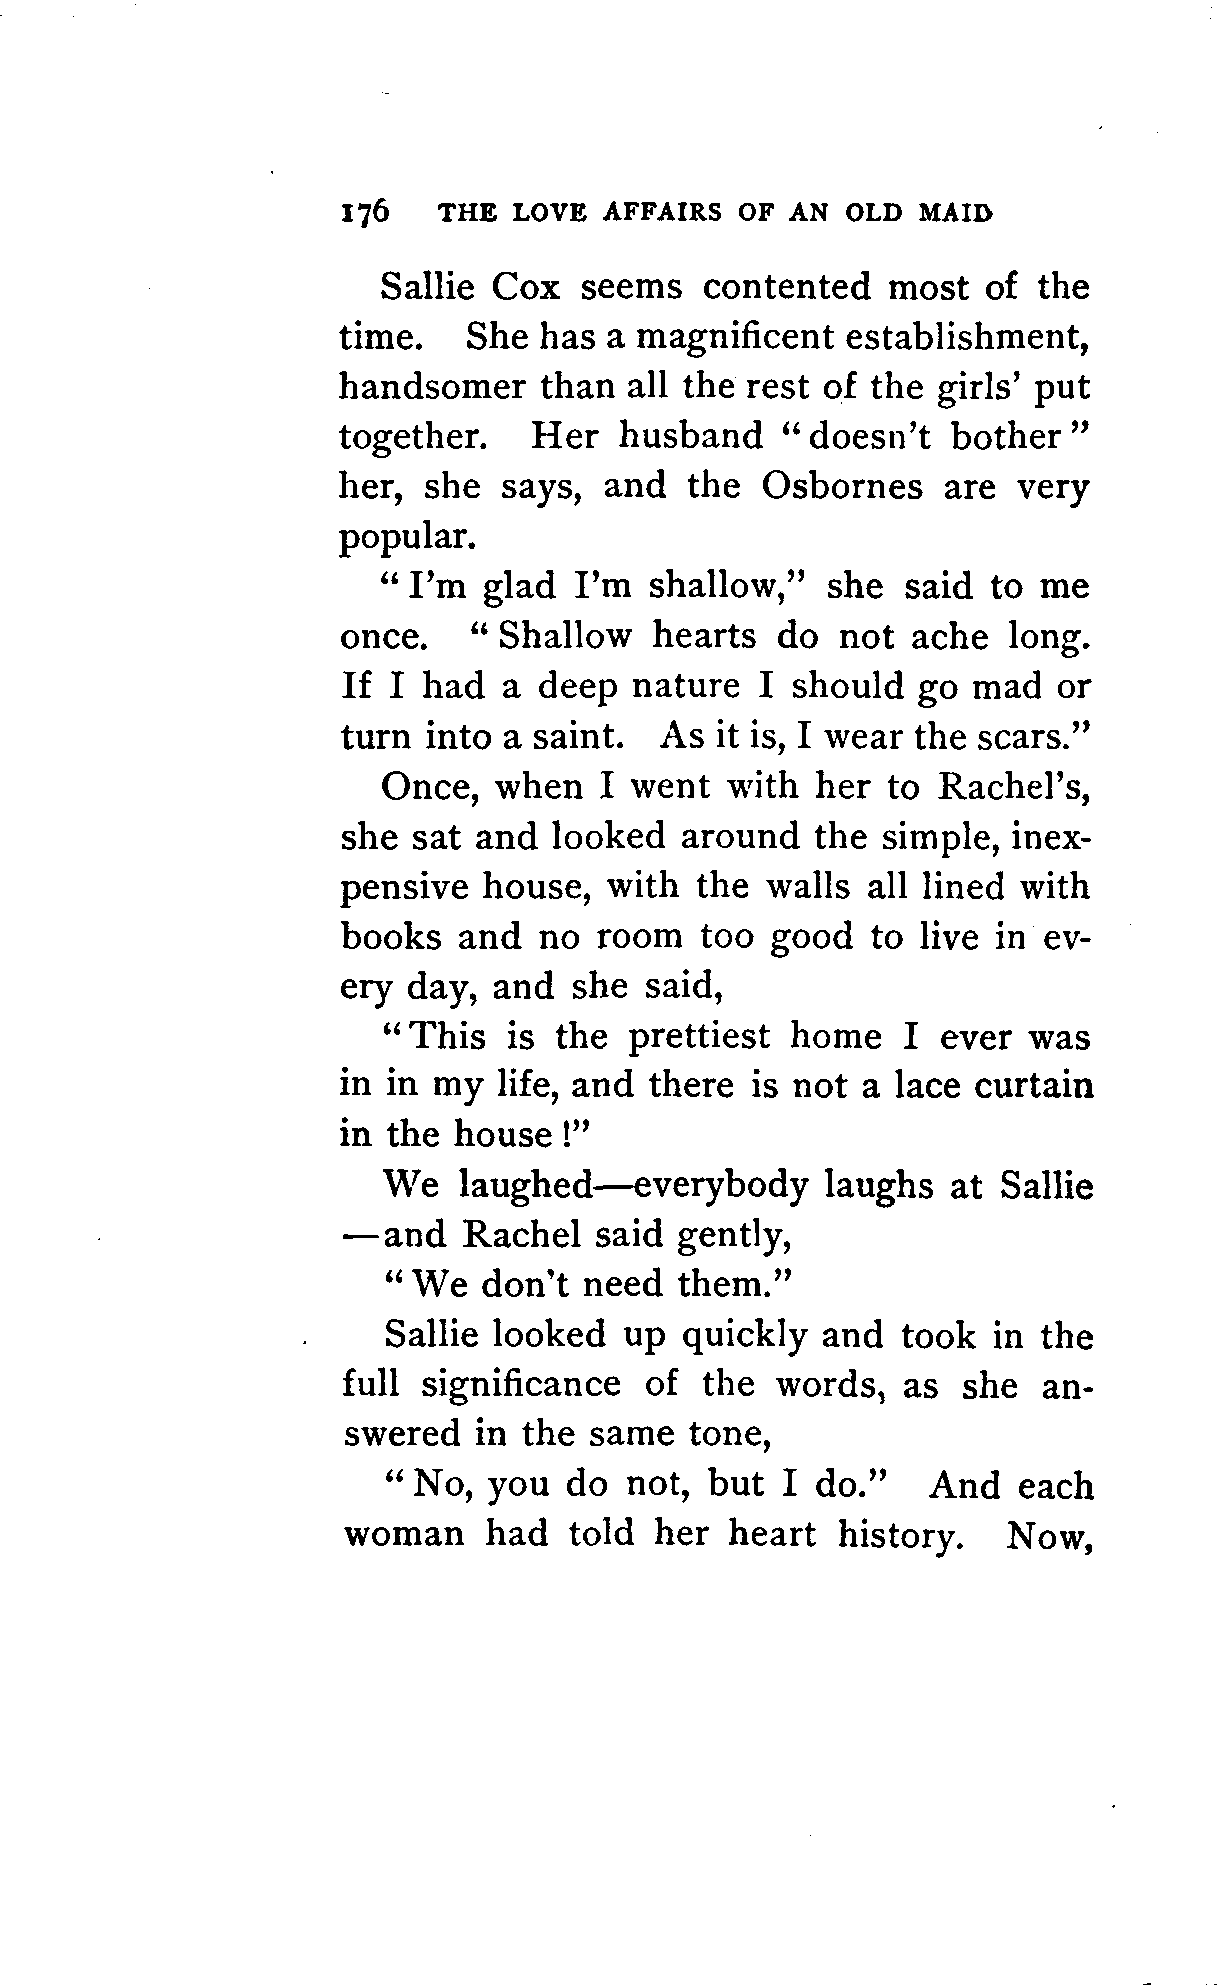 176 THE LOVE AFFAIRS OF AN OLD MAID
Sallie Cox seems contented most of the
time. She has a magnificent establishment,
handsomer than all the rest of the girls' put
together. Her husband "doesn't bother"
her, she says, and the Osbornes are very
popular.
"I'm glad I'm shallow," she said to me
once. "Shallow hearts do not ache long.
If I had a deep nature I should go mad or
turn into a saint. As it is, I wear the scars."
Once, when I went with her to Rachel's,
she sat and looked around the simple, inex-
pensive house, with the walls all lined with
books and no room too good to live in ev-
ery day, and she said,
"This is the prettiest home I ever was
in in my life, and there is not a lace curtain
in the house!"
We laughed—everybody laughs at Sallie
—and Rachel said gently,
"We don't need them."
Sallie looked up quickly and took in the
full significance of the words, as she an-
swered in the same tone,
"No, you do not, but I do." And each
woman had told her heart history. Now,